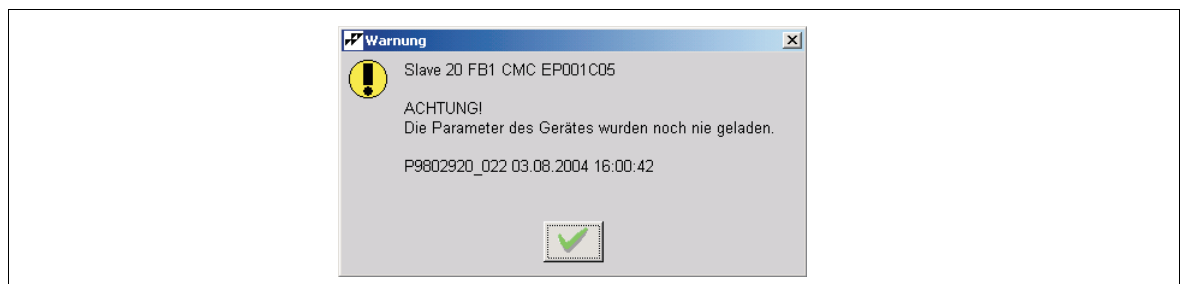 Warnung
Slave 20 FB1 CMC EP001C05
ACHTUNG!
Die Parameter des Gerätes wurden noch nie geladen.
P9802920_022 03.08.2004 16:00:42